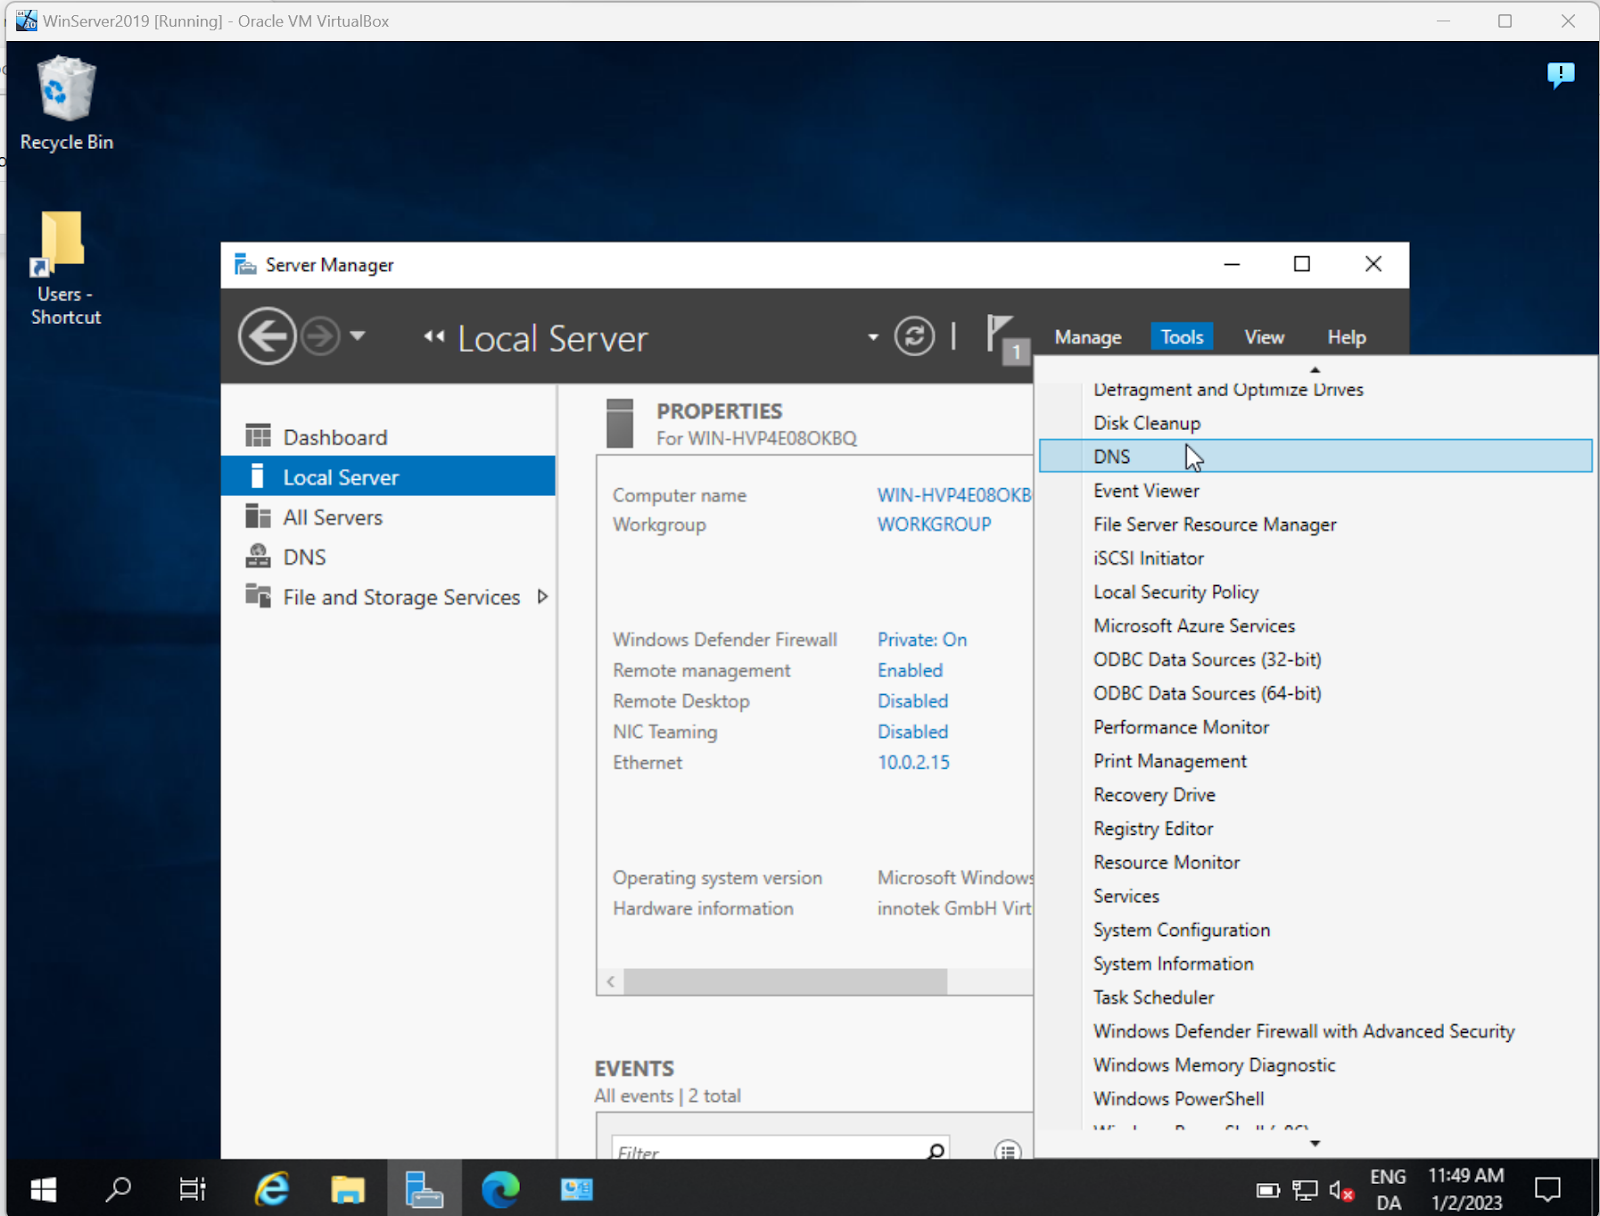 WinServer2019 [Running] - Oracle VM VirtualBox
Recycle Bin
Users -
Shortcut
Server Manager
Local Server
1
Manage
Tools
View
Help
Dashboard
Local Server
All Servers
DNS
File and Storage Services
PROPERTIES
For WIN-HVP4E08OKBQ
Computer name WIN-HVP4E08OKB
Workgroup WORKGROUP
Windows Defender Firewall Private: On
Remote management Enabled
Remote Desktop Disabled
NIC Teaming Disabled
Ethernet 10.0.2.15
Operating system version Microsoft Windows
Hardware information innotek GmbH Virt
EVENTS
All events | 2 total
Filter
Defragment and Optimize Drives
Disk Cleanup
DNS
Event Viewer
File Server Resource Manager
iSCSI Initiator
Local Security Policy
Microsoft Azure Services
ODBC Data Sources (32-bit)
ODBC Data Sources (64-bit)
Performance Monitor
Print Management
Recovery Drive
Registry Editor
Resource Monitor
Services
System Configuration
System Information
Task Scheduler
Windows Defender Firewall with Advanced Security
Windows Memory Diagnostic
Windows PowerShell
ENG
DA
11:49 AM
1/2/2023